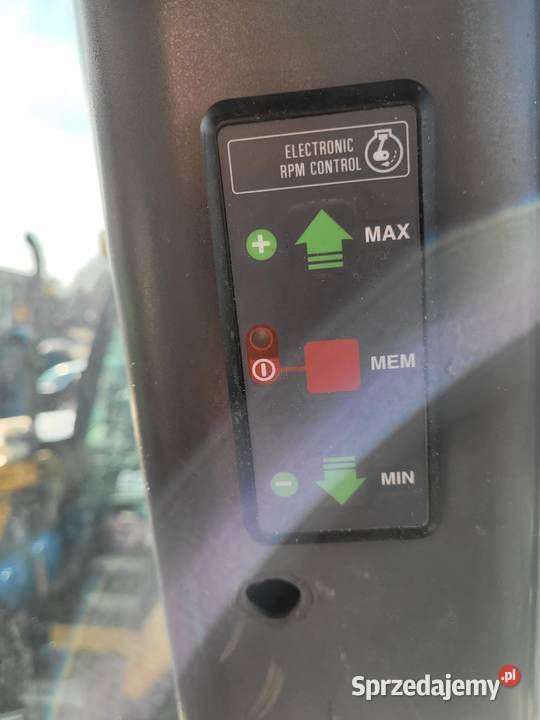 ELECTRONIC
RPM CONTROL
MAX
MEM
MIN
Sprzedajemy.pl